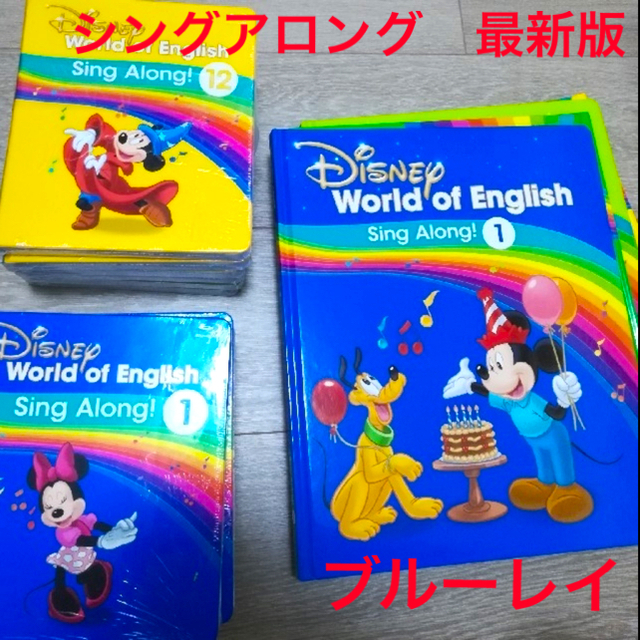 シングアロング 最新版
Disney
World of English
Sing Along! 12
Disney
World of English
Sing Along! 1
Disney
World of English
Sing Along! 1
ブルーレイ